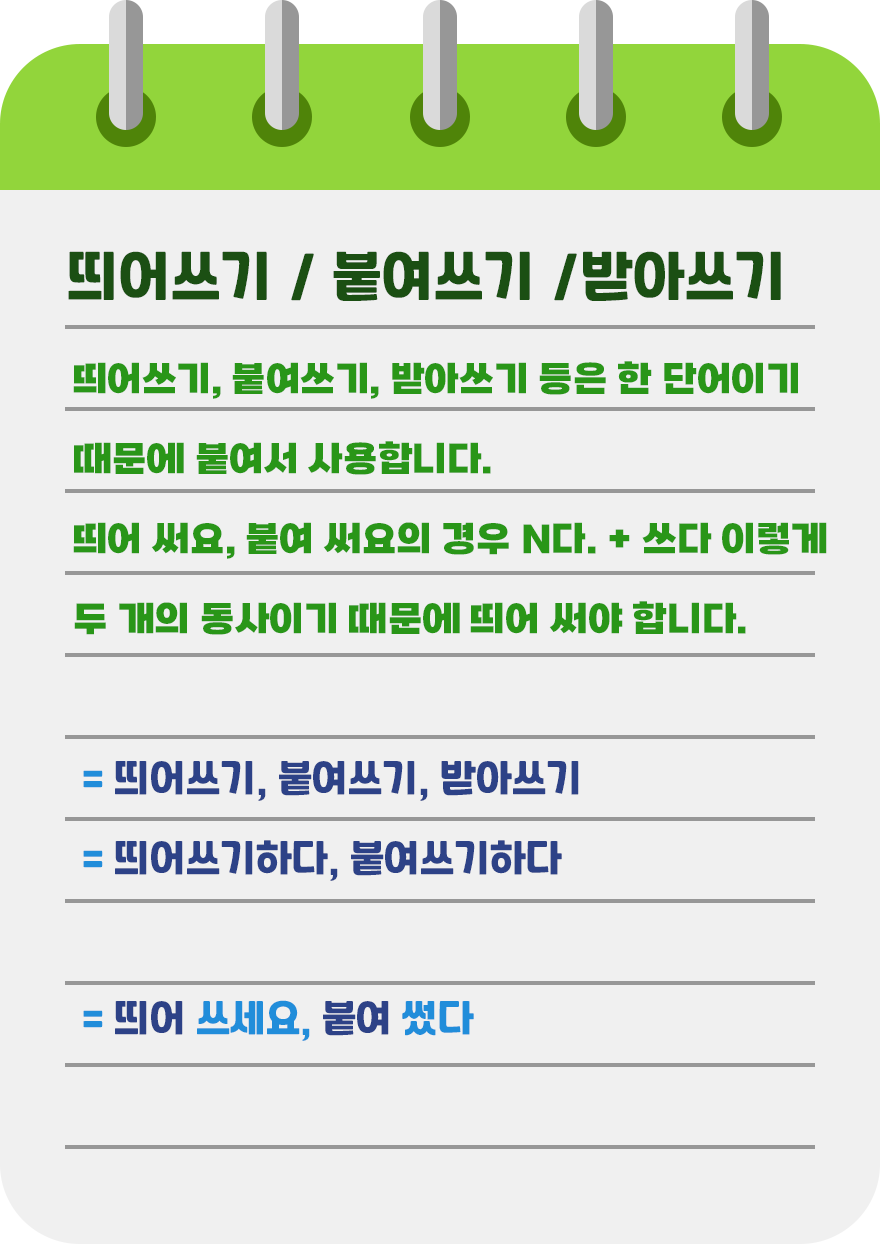 띄어쓰기 / 붙여쓰기 /받아쓰기
띄어쓰기, 붙여쓰기, 받아쓰기 등은 한 단어이기
때문에 붙여서 사용합니다.
띄어 써요, 붙여 써요의 경우 N다. + 쓰다 이렇게
두 개의 동사이기 때문에 띄어 써야 합니다.
= 띄어쓰기, 붙여쓰기, 받아쓰기
= 띄어쓰기하다, 붙여쓰기하다
= 띄어 쓰세요, 붙여 썼다